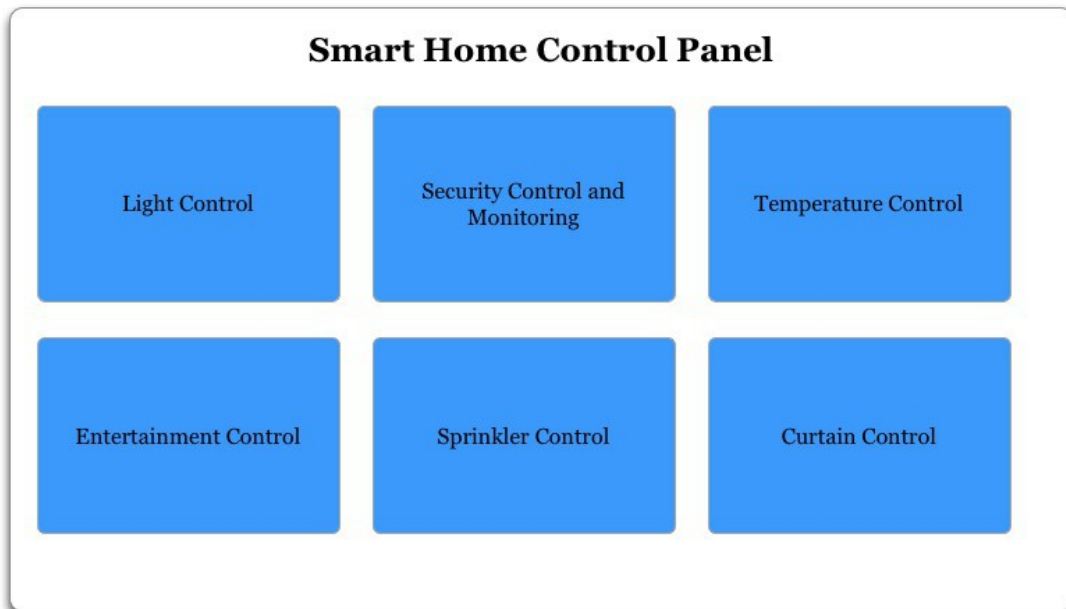 Smart Home Control Panel
Light Control
Security Control and
Monitoring
Temperature Control
Entertainment Control
Sprinkler Control
Curtain Control